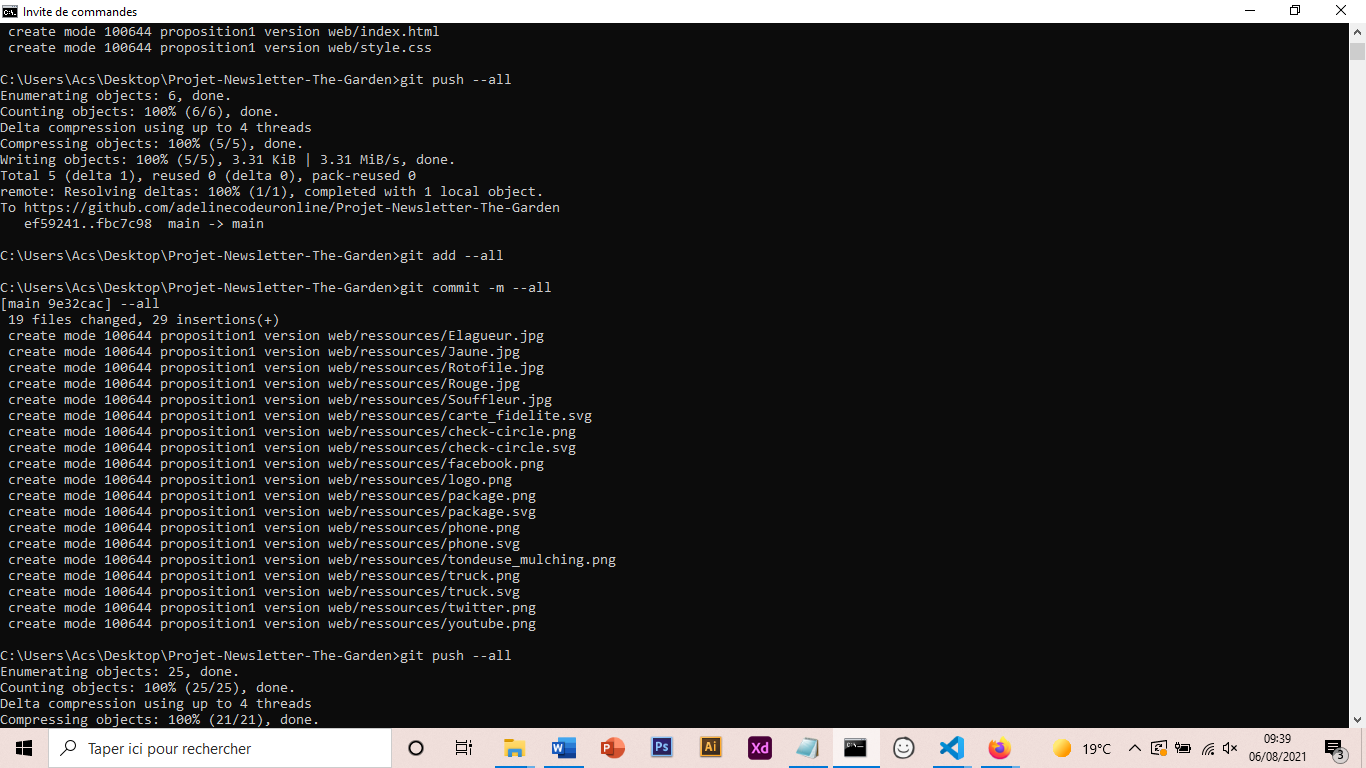 Invite de commandes
create mode 100644 proposition1 version web/index.html
create mode 100644 proposition1 version web/style.css
C:\Users\Acs\Desktop\Projet-Newsletter-The-Garden>git push --all
Enumerating objects: 6, done.
Counting objects: 100% (6/6), done.
Delta compression using up to 4 threads
Compressing objects: 100% (5/5), done.
Writing objects: 100% (5/5), 3.31 KiB | 3.31 MiB/s, done.
Total 5 (delta 1), reused 0 (delta 0), pack-reused 0
remote: Resolving deltas: 100% (1/1), completed with 1 local object.
To https://github.com/adelinecodeuronline/Projet-Newsletter-The-Garden
ef59241..fbc7c98  main -> main
C:\Users\Acs\Desktop\Projet-Newsletter-The-Garden>git add --all
C:\Users\Acs\Desktop\Projet-Newsletter-The-Garden>git commit -m --all
[main 9e32cac] --all
19 files changed, 29 insertions(+)
create mode 100644 proposition1 version web/ressources/Elagueur.jpg
create mode 100644 proposition1 version web/ressources/Jaune.jpg
create mode 100644 proposition1 version web/ressources/Rotofile.jpg
create mode 100644 proposition1 version web/ressources/Rouge.jpg
create mode 100644 proposition1 version web/ressources/Souffleur.jpg
create mode 100644 proposition1 version web/ressources/carte_fidelite.svg
create mode 100644 proposition1 version web/ressources/check-circle.png
create mode 100644 proposition1 version web/ressources/check-circle.svg
create mode 100644 proposition1 version web/ressources/facebook.png
create mode 100644 proposition1 version web/ressources/logo.png
create mode 100644 proposition1 version web/ressources/package.png
create mode 100644 proposition1 version web/ressources/package.svg
create mode 100644 proposition1 version web/ressources/phone.png
create mode 100644 proposition1 version web/ressources/phone.svg
create mode 100644 proposition1 version web/ressources/tondeuse_mulching.png
create mode 100644 proposition1 version web/ressources/truck.png
create mode 100644 proposition1 version web/ressources/truck.svg
create mode 100644 proposition1 version web/ressources/twitter.png
create mode 100644 proposition1 version web/ressources/youtube.png
C:\Users\Acs\Desktop\Projet-Newsletter-The-Garden>git push --all
Enumerating objects: 25, done.
Counting objects: 100% (25/25), done.
Delta compression using up to 4 threads
Compressing objects: 100% (21/21), done.
Taper ici pour rechercher
Ps
Ai
Xd
19°C
09:39
06/08/2021
3